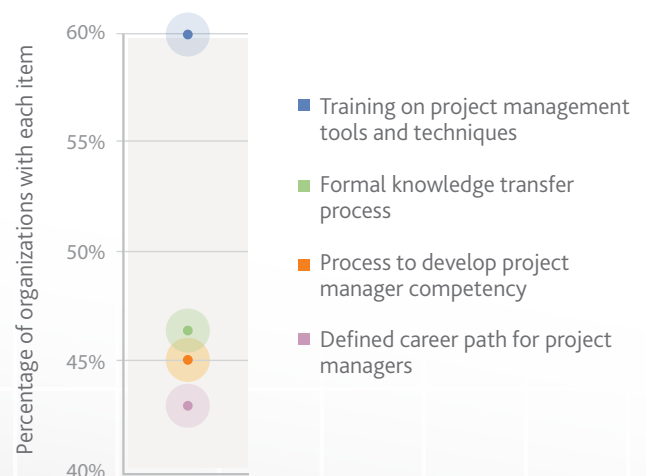 Percentage of organizations with each item
60%
55%
50%
45%
40%
Training on project management
tools and techniques
Formal knowledge transfer
process
Process to develop project
manager competency
Defined career path for project
managers